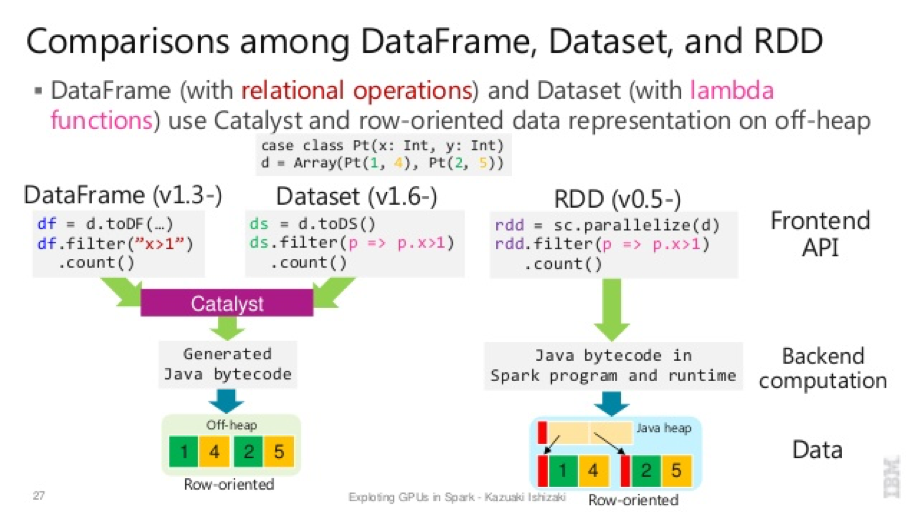 Comparisons among DataFrame, Dataset, and RDD
▪ DataFrame (with relational operations) and Dataset (with lambda
functions) use Catalyst and row-oriented data representation on off-heap
case class Pt(x: Int, y: Int)
d = Array(Pt(1, 4), Pt(2, 5))
DataFrame (v1.3-)
df = d.toDF(…)
df.filter(”x>1”)
.count()
Dataset (v1.6-)
ds = d.toDS()
ds.filter(p => p.x>1)
.count()
RDD (v0.5-)
rdd = sc.parallelize(d)
rdd.filter(p => p.x>1)
.count()
Frontend
API
Catalyst
Generated
Java bytecode
Java bytecode in
Spark program and runtime
Backend
computation
Off-heap
1 4 2 5
Row-oriented
Java heap
1 4 2 5
Row-oriented
Data
27
Exploting GPUs in Spark - Kazuaki Ishizaki
IBM